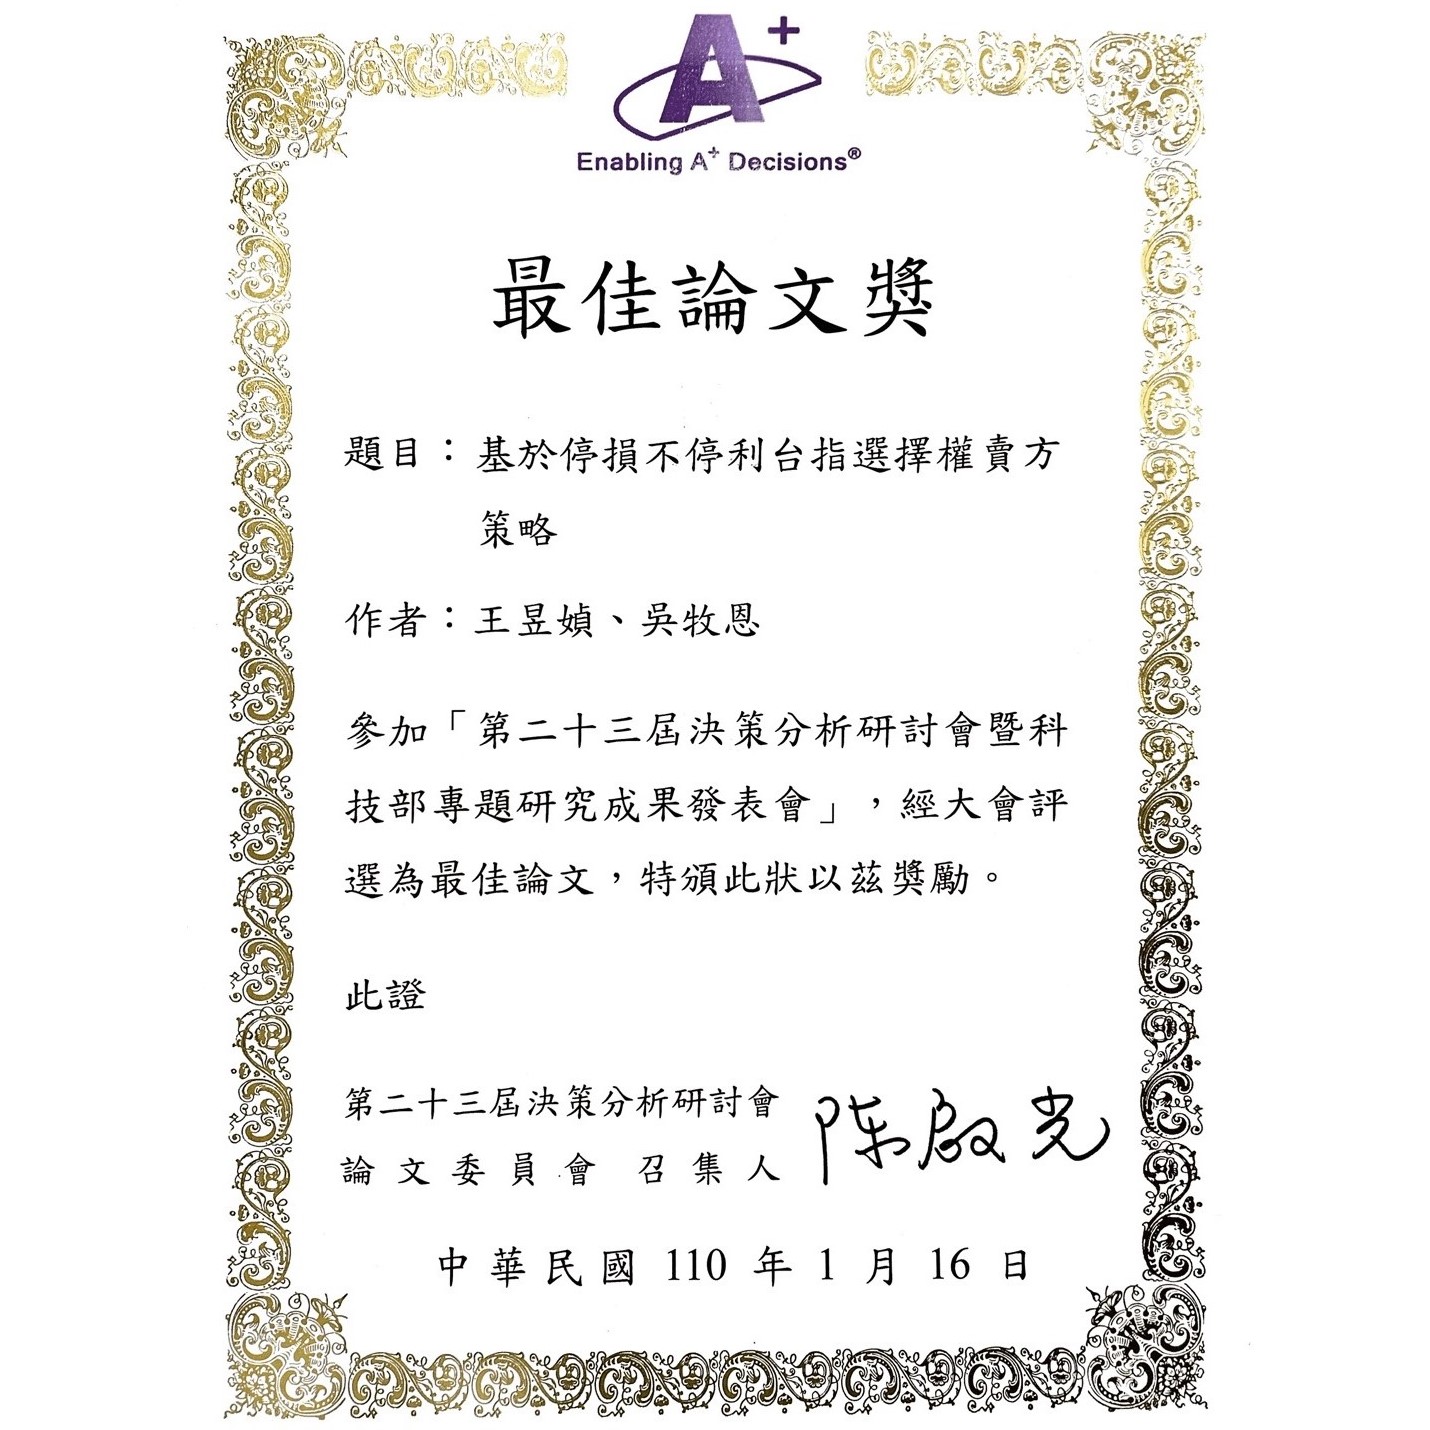 A+
Enabling A+ Decisions®
最佳論文獎
題目：基於停損不停利台指選擇權賣方
策略
作者：王昱媜、吳牧恩
參加「第二十三屆決策分析研討會暨科
技部專題研究成果發表會」，經大會評
選為最佳論文，特頒此狀以茲獎勵。
此證
第二十三屆決策分析研討會
論文委員會 召集人
陳啟光
中華民國 110 年 1 月 16 日